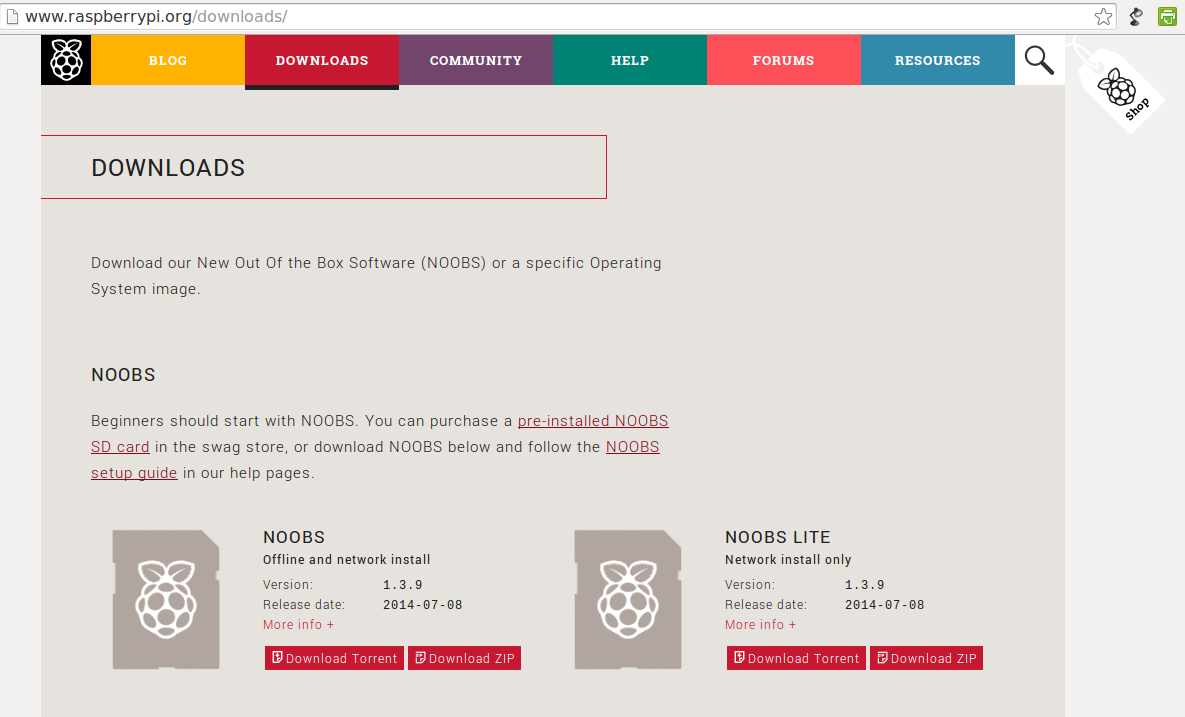 www.raspberrypi.org/downloads/
BLOG
DOWNLOADS
COMMUNITY
HELP
FORUMS
RESOURCES
Shop
DOWNLOADS
Download our New Out Of the Box Software (NOOBS) or a specific Operating
System image.
NOOBS
Beginners should start with NOOBS. You can purchase a pre-installed NOOBS
SD card in the swag store, or download NOOBS below and follow the NOOBS
setup guide in our help pages.
NOOBS
Offline and network install
Version: 1.3.9
Release date: 2014-07-08
More info +
Download Torrent Download ZIP
NOOBS LITE
Network install only
Version: 1.3.9
Release date: 2014-07-08
More info +
Download Torrent Download ZIP